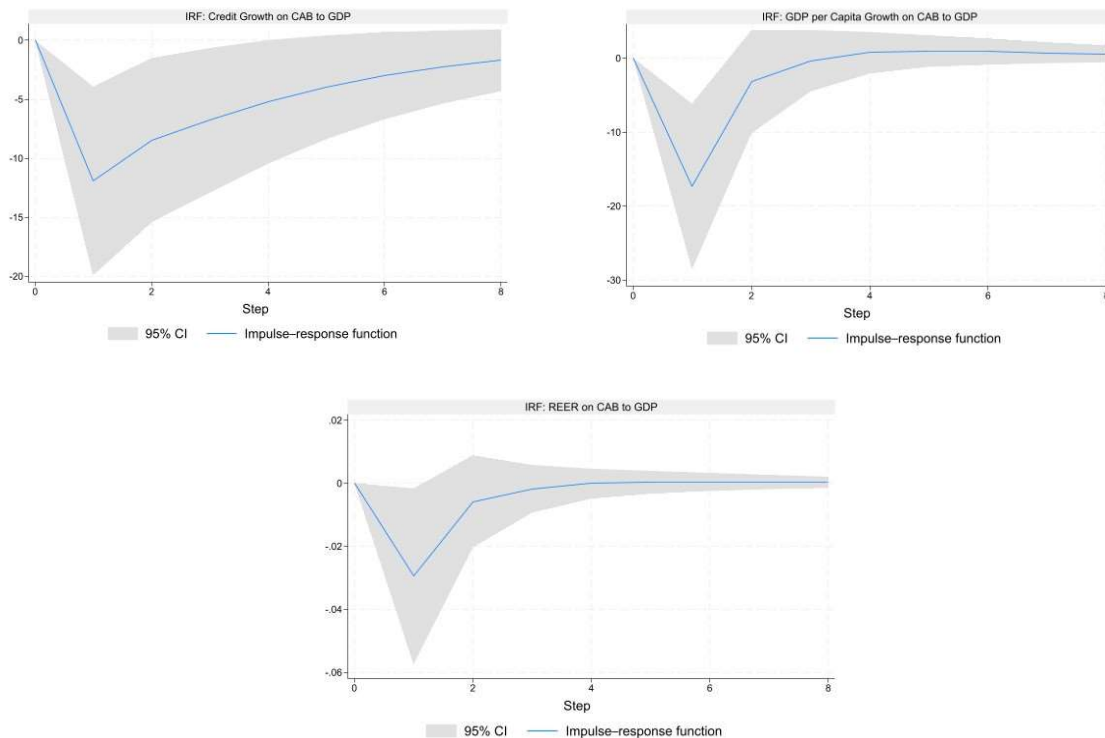 IRF: Credit Growth on CAB to GDP
0
-5
-10
-15
-20
0 2 4 6 8
Step
95% CI Impulse–response function
IRF: GDP per Capita Growth on CAB to GDP
0
-10
-20
-30
0 2 4 6 8
Step
95% CI Impulse–response function
IRF: REER on CAB to GDP
.02
0
-.02
-.04
-.06
0 2 4 6 8
Step
95% CI Impulse–response function